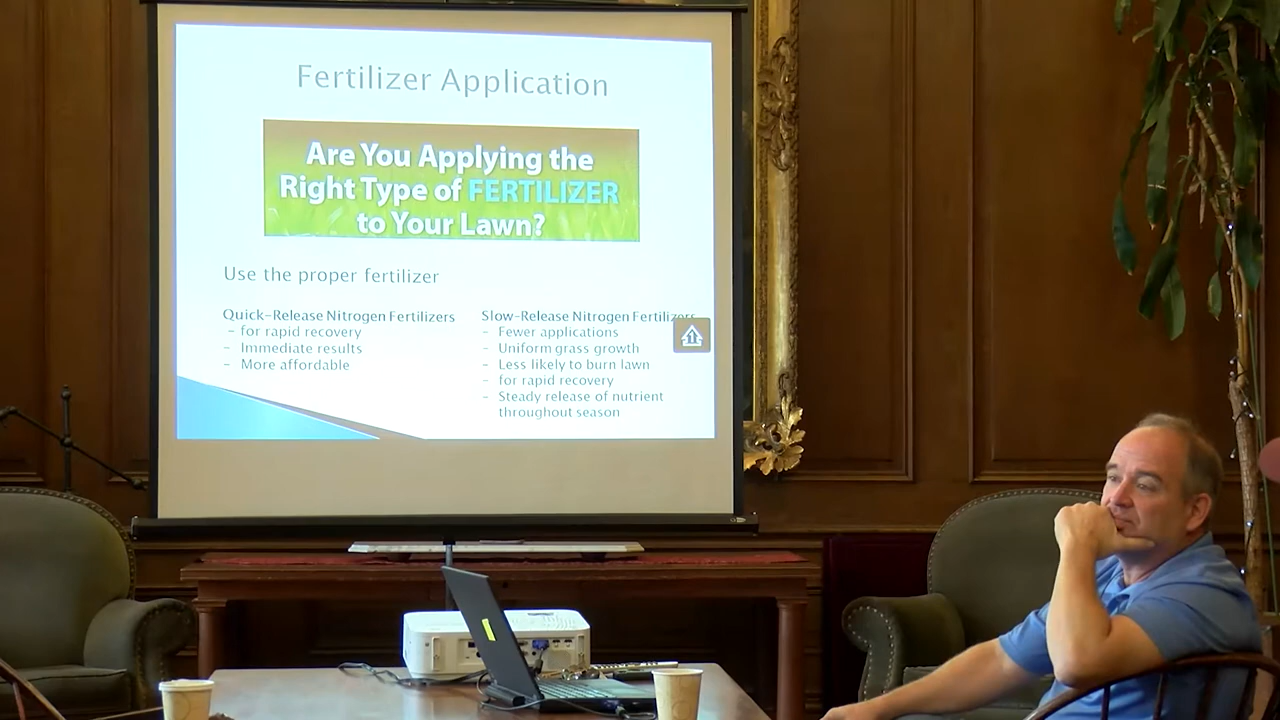 Fertilizer Application
Are You Applying the
Right Type of FERTILIZER
to Your Lawn?
Use the proper fertilizer
Quick-Release Nitrogen Fertilizers
- for rapid recovery
- Immediate results
- More affordable
Slow-Release Nitrogen Fertilizers
- Fewer applications
- Uniform grass growth
- Less likely to burn lawn
- for rapid recovery
- Steady release of nutrient
throughout season